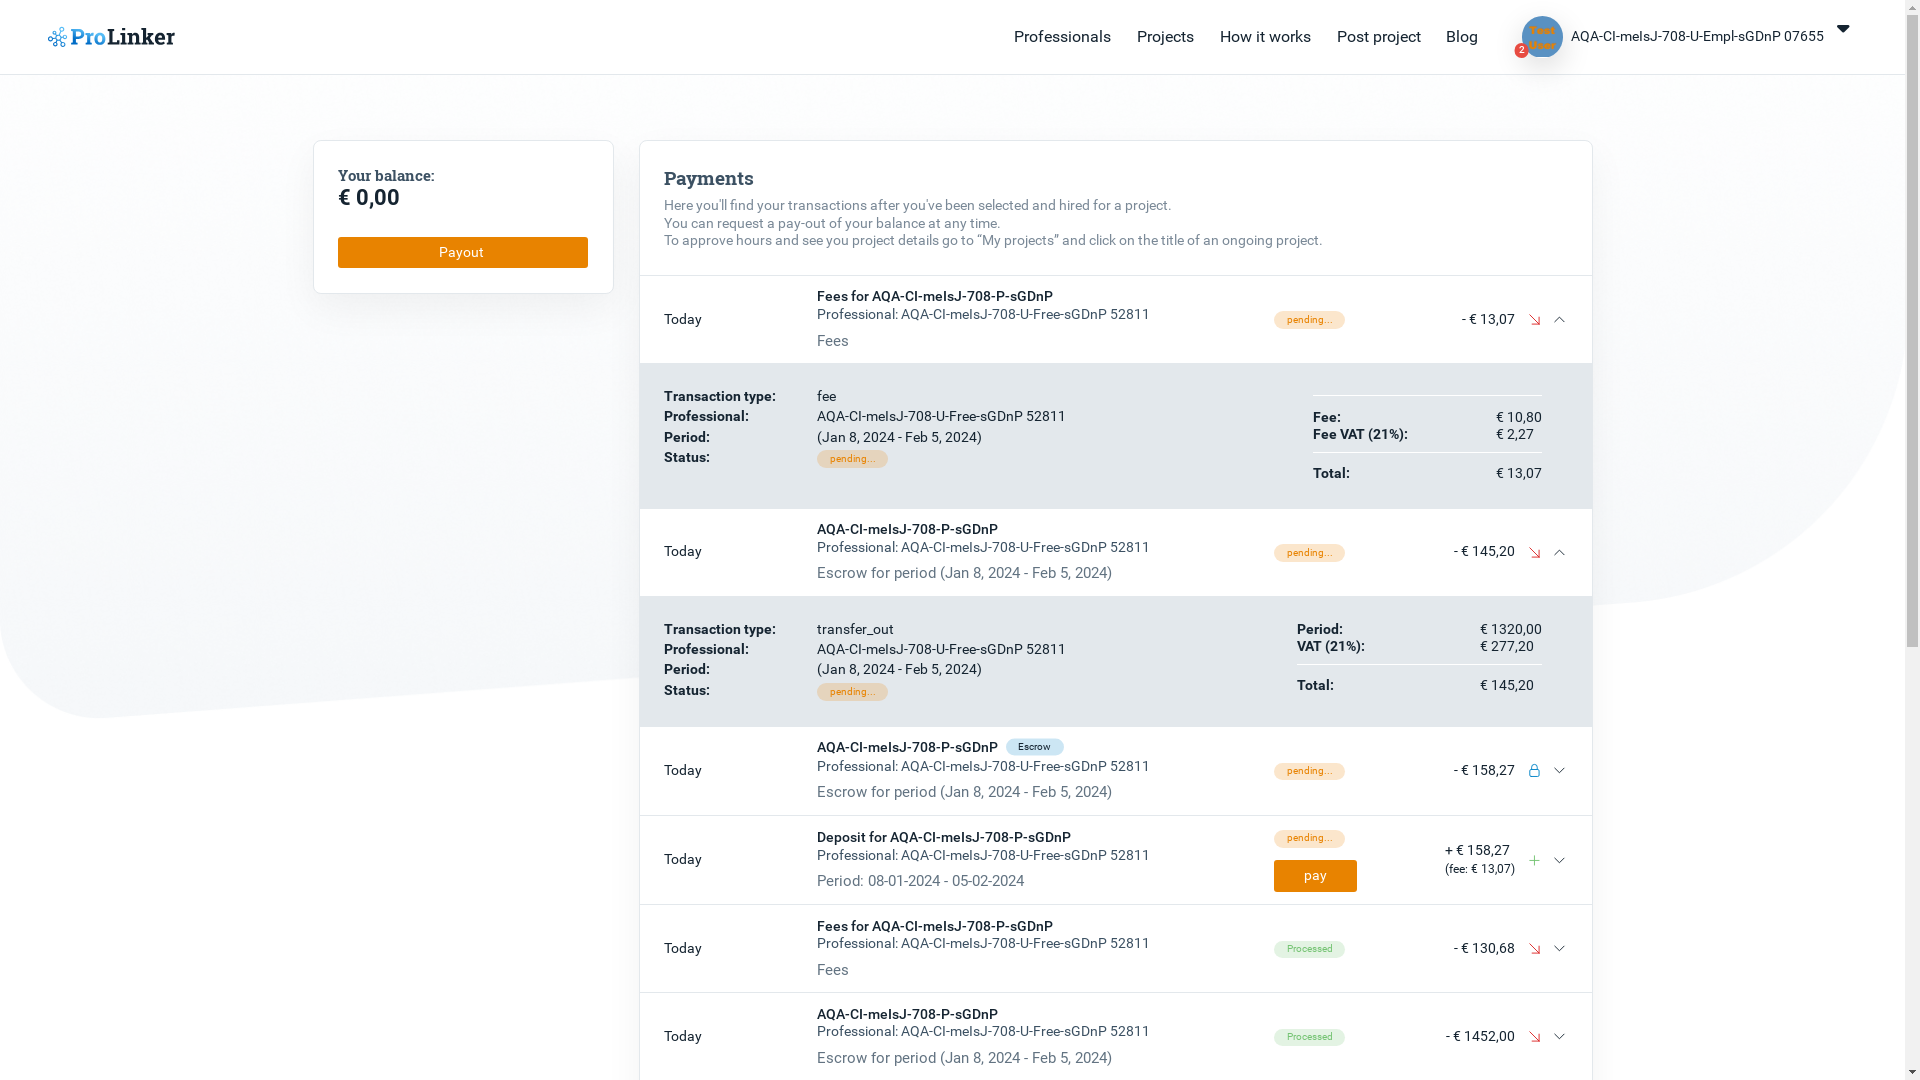 ProLinker
Professionals Projects How it works Post project Blog
Test User
2
AQA-CI-meIsJ-708-U-Empl-sGDnP 07655
Your balance:
€ 0,00
Payout
Payments
Here you'll find your transactions after you've been selected and hired for a project.
You can request a pay-out of your balance at any time.
To approve hours and see you project details go to “My projects” and click on the title of an ongoing project.
Today
Fees for AQA-CI-meIsJ-708-P-sGDnP
Professional: AQA-CI-meIsJ-708-U-Free-sGDnP 52811
Fees
pending...
- € 13,07
Transaction type: fee
Professional: AQA-CI-meIsJ-708-U-Free-sGDnP 52811
Period: (Jan 8, 2024 - Feb 5, 2024)
Status: pending...
Fee: € 10,80
Fee VAT (21%): € 2,27
Total: € 13,07
Today
AQA-CI-meIsJ-708-P-sGDnP
Professional: AQA-CI-meIsJ-708-U-Free-sGDnP 52811
Escrow for period (Jan 8, 2024 - Feb 5, 2024)
pending...
- € 145,20
Transaction type: transfer_out
Professional: AQA-CI-meIsJ-708-U-Free-sGDnP 52811
Period: (Jan 8, 2024 - Feb 5, 2024)
Status: pending...
Period: € 1320,00
VAT (21%): € 277,20
Total: € 145,20
Today
AQA-CI-meIsJ-708-P-sGDnP Escrow
Professional: AQA-CI-meIsJ-708-U-Free-sGDnP 52811
Escrow for period (Jan 8, 2024 - Feb 5, 2024)
pending...
- € 158,27
Today
Deposit for AQA-CI-meIsJ-708-P-sGDnP
Professional: AQA-CI-meIsJ-708-U-Free-sGDnP 52811
Period: 08-01-2024 - 05-02-2024
pending...
pay
+ € 158,27
(fee: € 13,07)
Today
Fees for AQA-CI-meIsJ-708-P-sGDnP
Professional: AQA-CI-meIsJ-708-U-Free-sGDnP 52811
Fees
Processed
- € 130,68
Today
AQA-CI-meIsJ-708-P-sGDnP
Professional: AQA-CI-meIsJ-708-U-Free-sGDnP 52811
Escrow for period (Jan 8, 2024 - Feb 5, 2024)
Processed
- € 1452,00